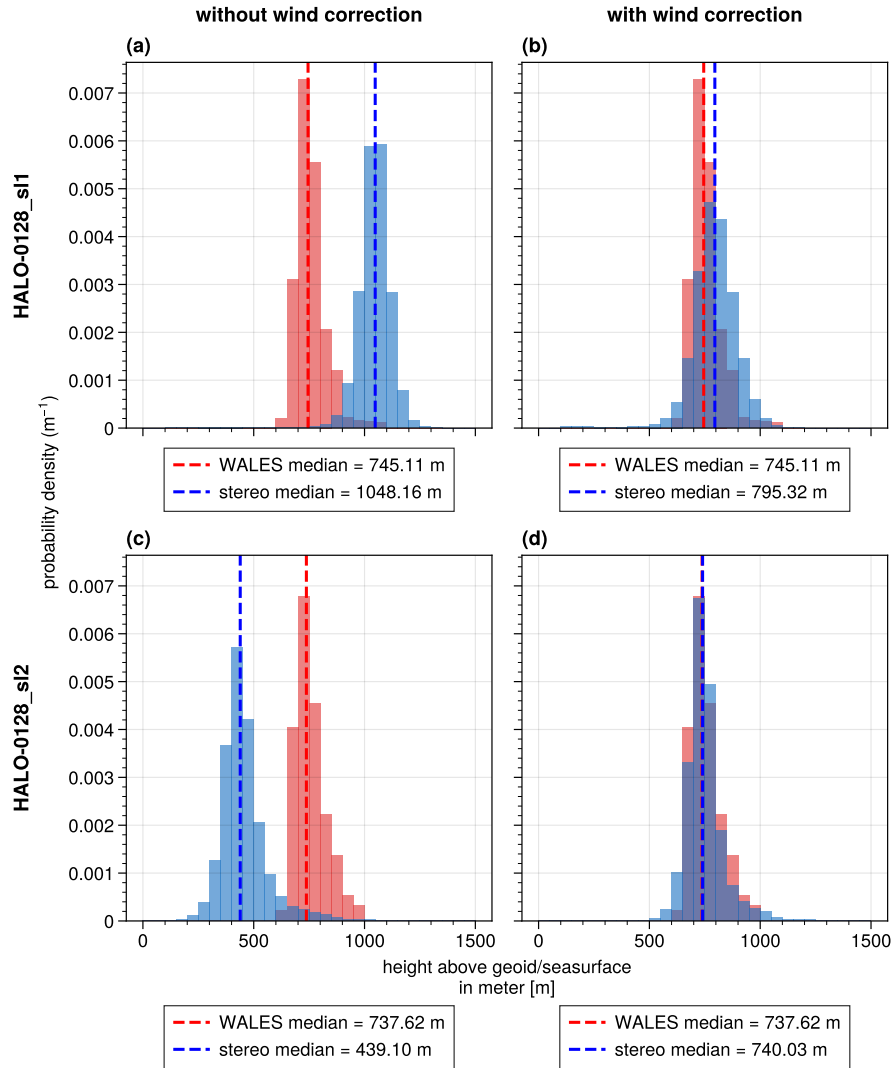 without wind correction
with wind correction
(a)
(b)
0.007
0.006
0.005
0.004
0.003
0.002
0.001
0
HALO-0128_sl1
WALES median = 745.11 m
stereo median = 1048.16 m
WALES median = 745.11 m
stereo median = 795.32 m
probability density (m⁻¹)
(c)
(d)
0.007
0.006
0.005
0.004
0.003
0.002
0.001
0
HALO-0128_sl2
0
500
1000
1500
0
500
1000
1500
height above geoid/seasurface
in meter [m]
WALES median = 737.62 m
stereo median = 439.10 m
WALES median = 737.62 m
stereo median = 740.03 m